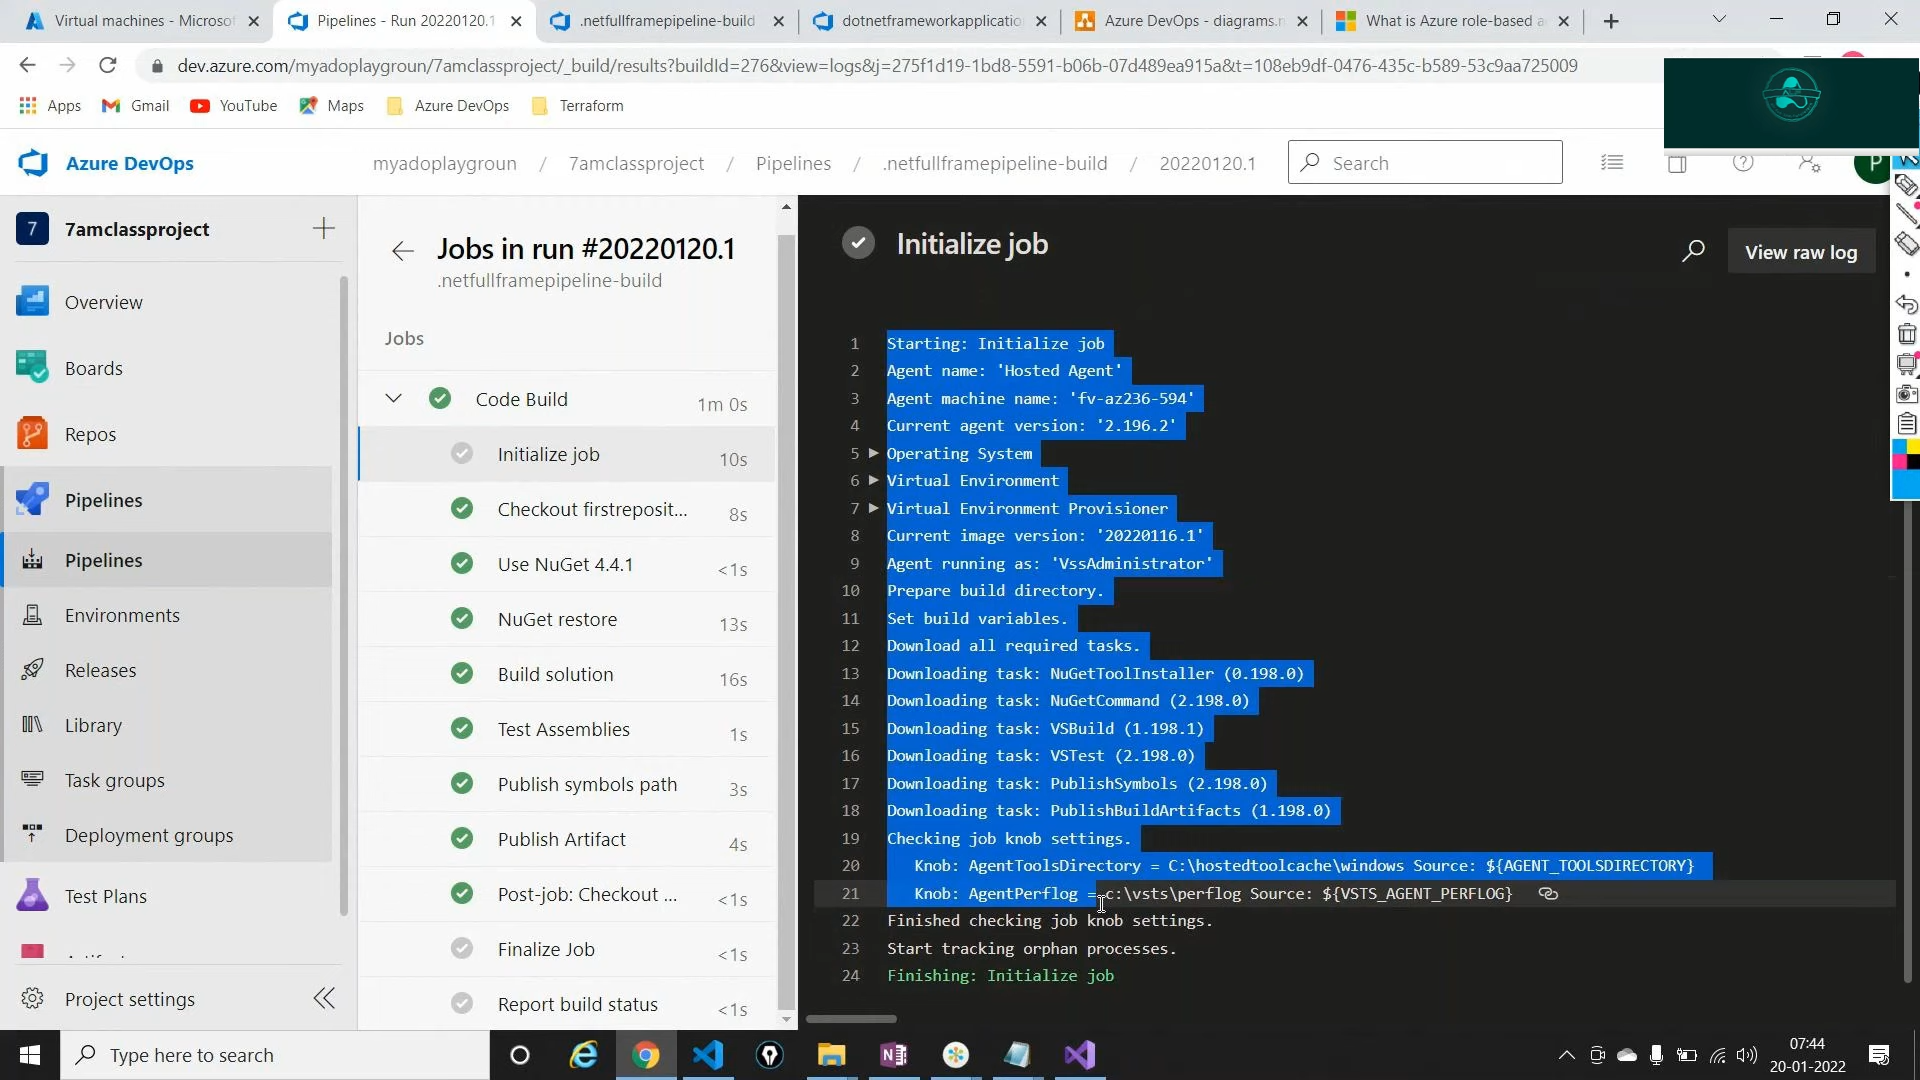 Virtual machines - Microsof
Pipelines - Run 20220120.1
.netfullframepipeline-build
dotnetframeworkapplicatio
Azure DevOps - diagrams.n
What is Azure role-based a
dev.azure.com/myadoplaygroun/7amclassproject/_build/results?buildId=276&view=logs&j=275f1d19-1bd8-5591-b06b-07d489ea915a&t=108eb9df-0476-435c-b589-53c9aa725009
Apps
Gmail
YouTube
Maps
Azure DevOps
Terraform
Azure DevOps
myadoplaygroun / 7amclassproject / Pipelines / .netfullframepipeline-build / 20220120.1
Search
P
7 7amclassproject
Overview
Boards
Repos
Pipelines
Pipelines
Environments
Releases
Library
Task groups
Deployment groups
Test Plans
Project settings
Jobs in run #20220120.1
.netfullframepipeline-build
Jobs
Code Build 1m 0s
Initialize job 10s
Checkout firstreposit... 8s
Use NuGet 4.4.1 <1s
NuGet restore 13s
Build solution 16s
Test Assemblies 1s
Publish symbols path 3s
Publish Artifact 4s
Post-job: Checkout ... <1s
Finalize Job <1s
Report build status <1s
Initialize job
View raw log
1 Starting: Initialize job
2 Agent name: 'Hosted Agent'
3 Agent machine name: 'fv-az236-594'
4 Current agent version: '2.196.2'
5 Operating System
6 Virtual Environment
7 Virtual Environment Provisioner
8 Current image version: '20220116.1'
9 Agent running as: 'VssAdministrator'
10 Prepare build directory.
11 Set build variables.
12 Download all required tasks.
13 Downloading task: NuGetToolInstaller (0.198.0)
14 Downloading task: NuGetCommand (2.198.0)
15 Downloading task: VSBuild (1.198.1)
16 Downloading task: VSTest (2.198.0)
17 Downloading task: PublishSymbols (2.198.0)
18 Downloading task: PublishBuildArtifacts (1.198.0)
19 Checking job knob settings.
20 Knob: AgentToolsDirectory = C:\hostedtoolcache\windows Source: ${AGENT_TOOLSDIRECTORY}
21 Knob: AgentPerflog = c:\vsts\perflog Source: ${VSTS_AGENT_PERFLOG}
22 Finished checking job knob settings.
23 Start tracking orphan processes.
24 Finishing: Initialize job
Type here to search
07:44
20-01-2022